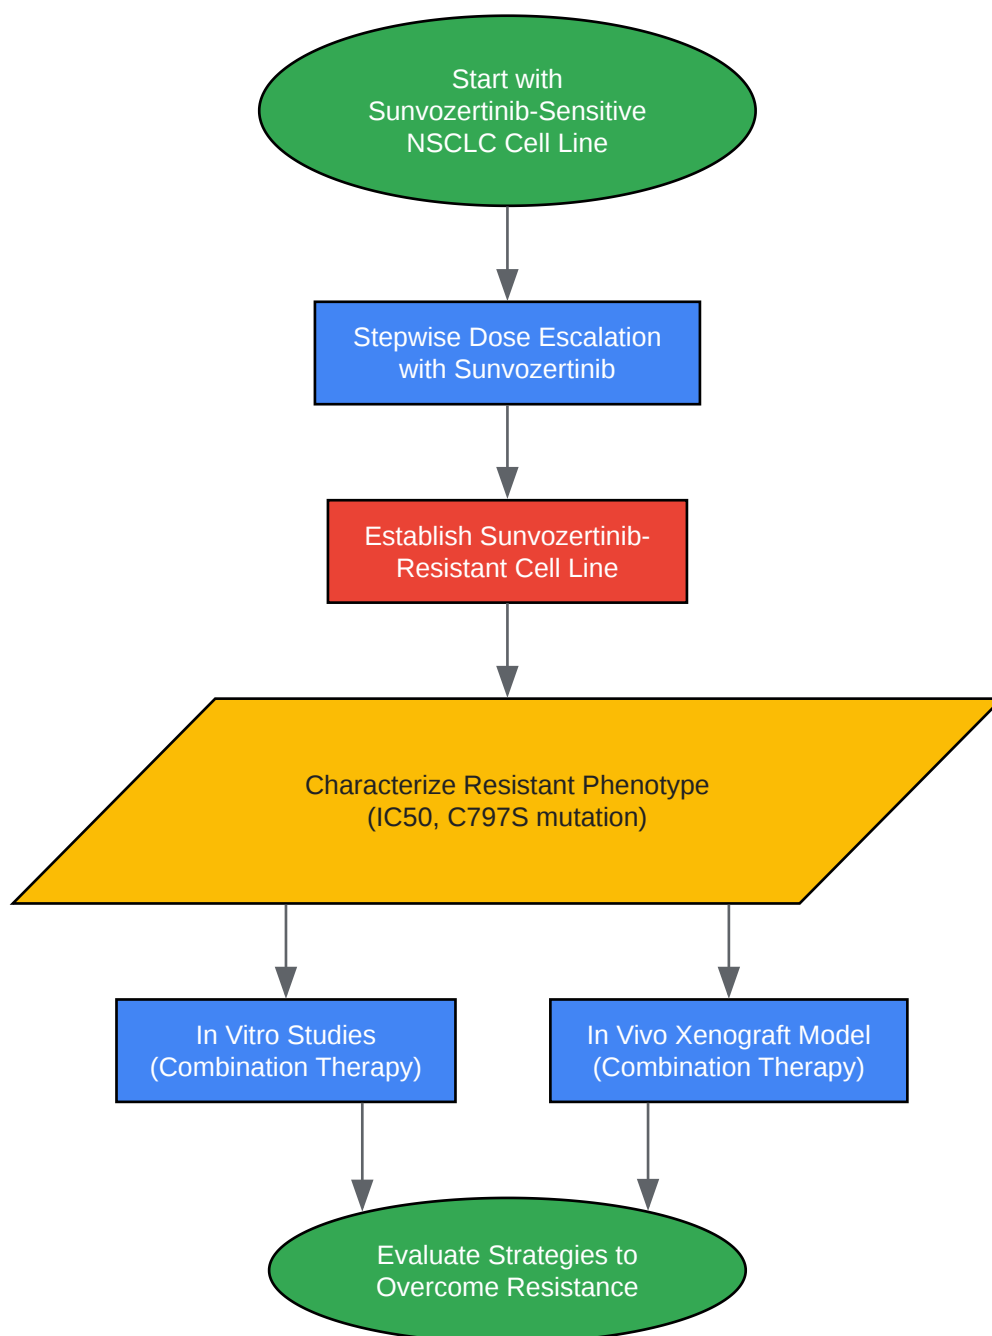 Start with
Sunvozertinib-Sensitive
NSCLC Cell Line
Stepwise Dose Escalation
with Sunvozertinib
Establish Sunvozertinib-
Resistant Cell Line
Characterize Resistant Phenotype
(IC50, C797S mutation)
In Vitro Studies
(Combination Therapy)
In Vivo Xenograft Model
(Combination Therapy)
Evaluate Strategies to
Overcome Resistance